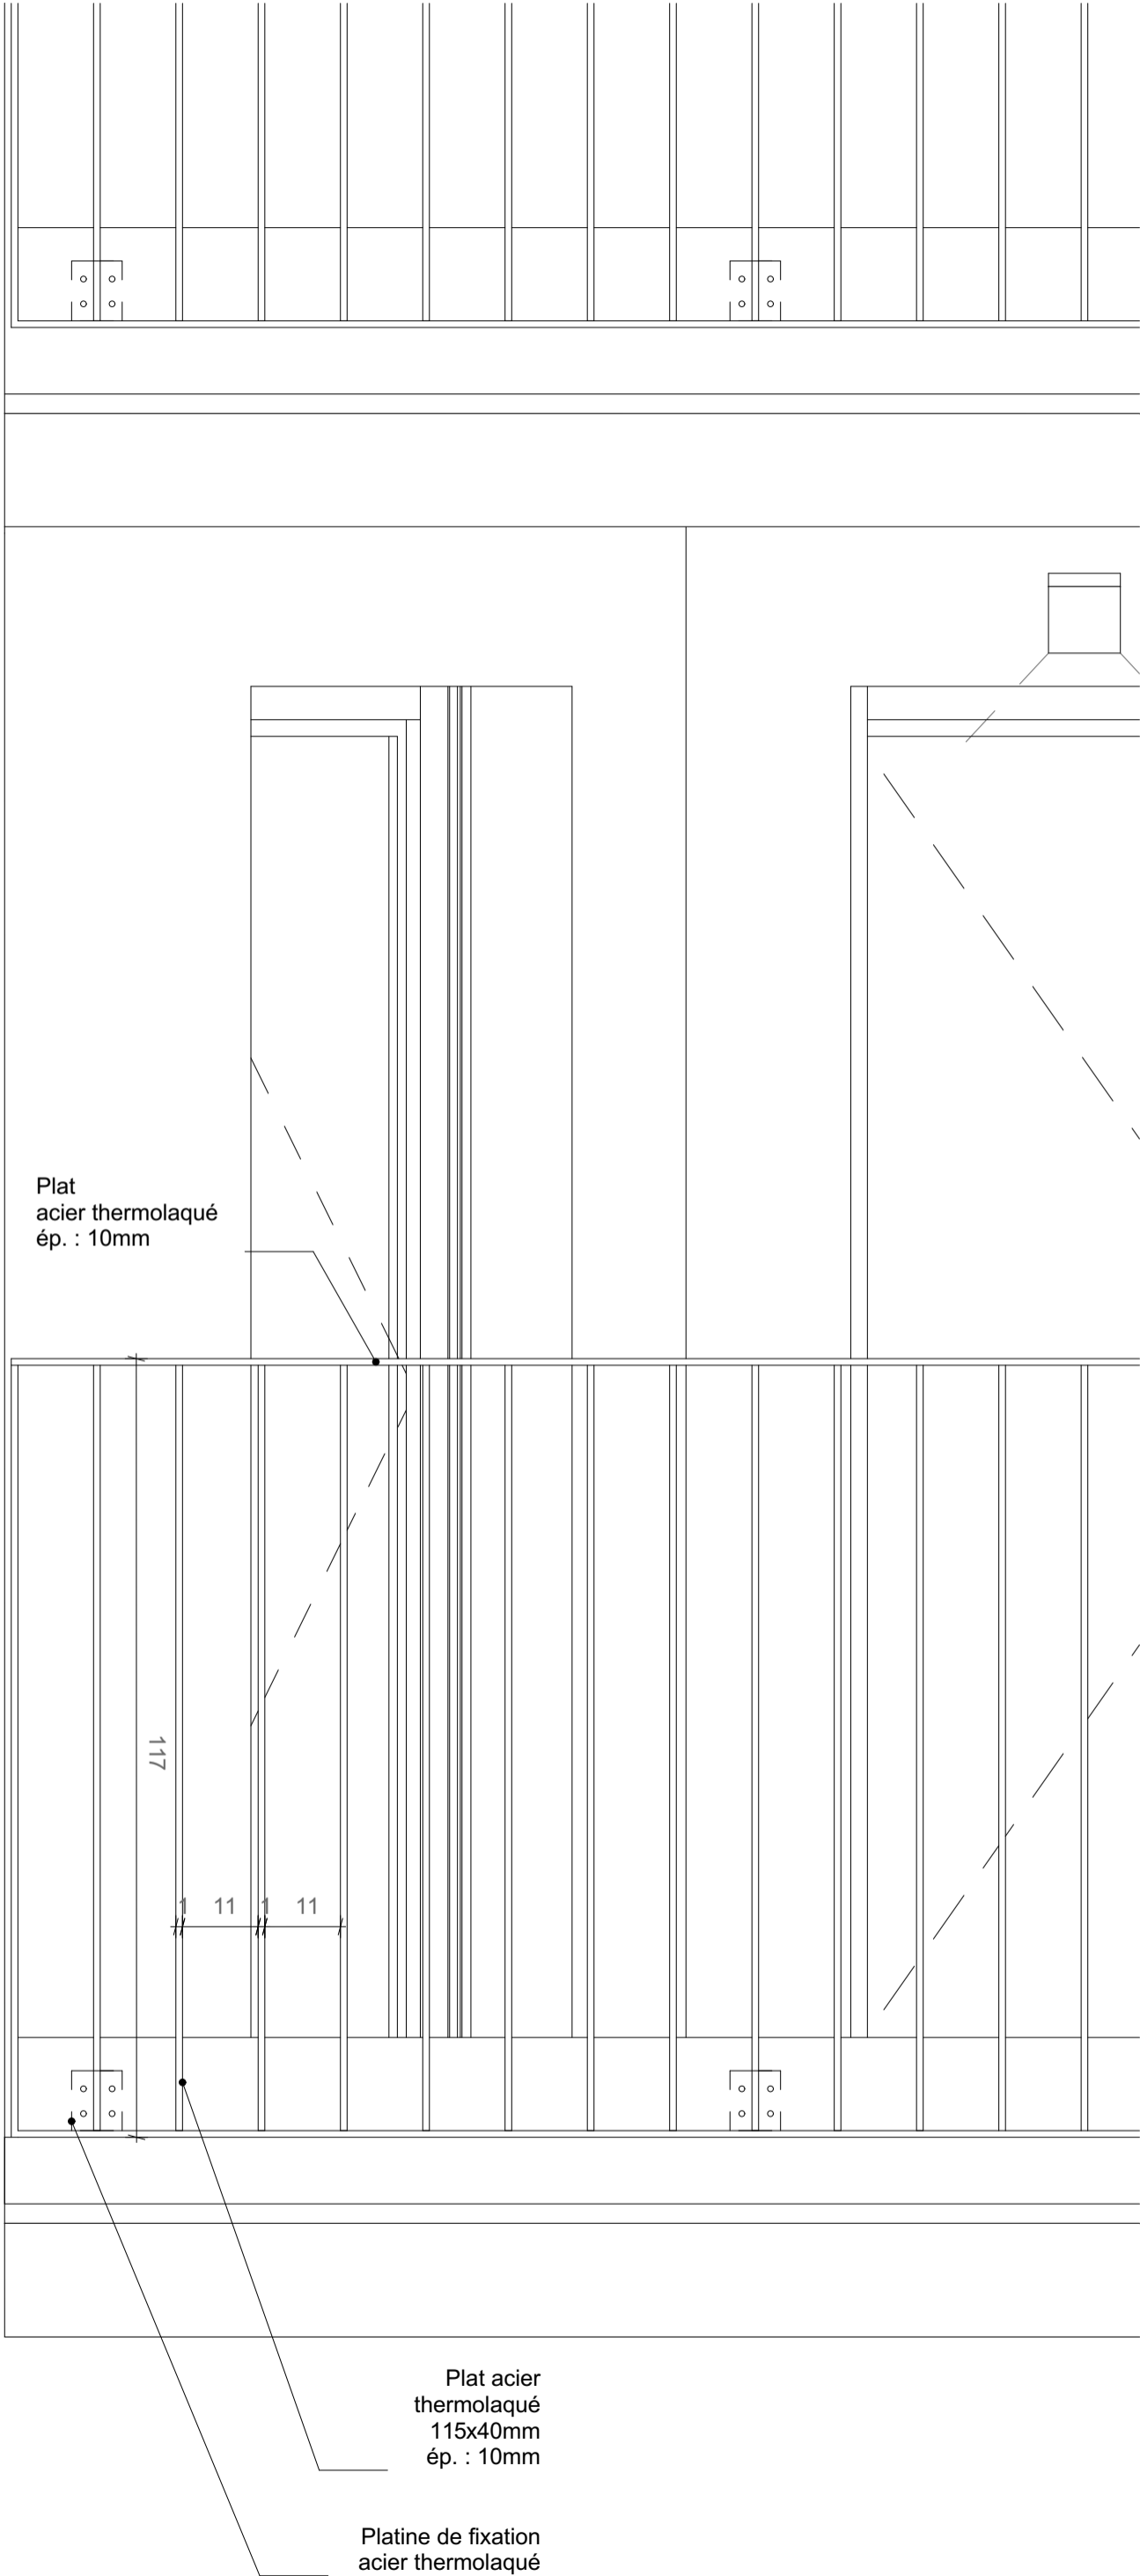 Plat
acier thermolaqué
ép. : 10mm
117
1 11 1 11
Plat acier
thermolaqué
115x40mm
ép. : 10mm
Platine de fixation
acier thermolaqué